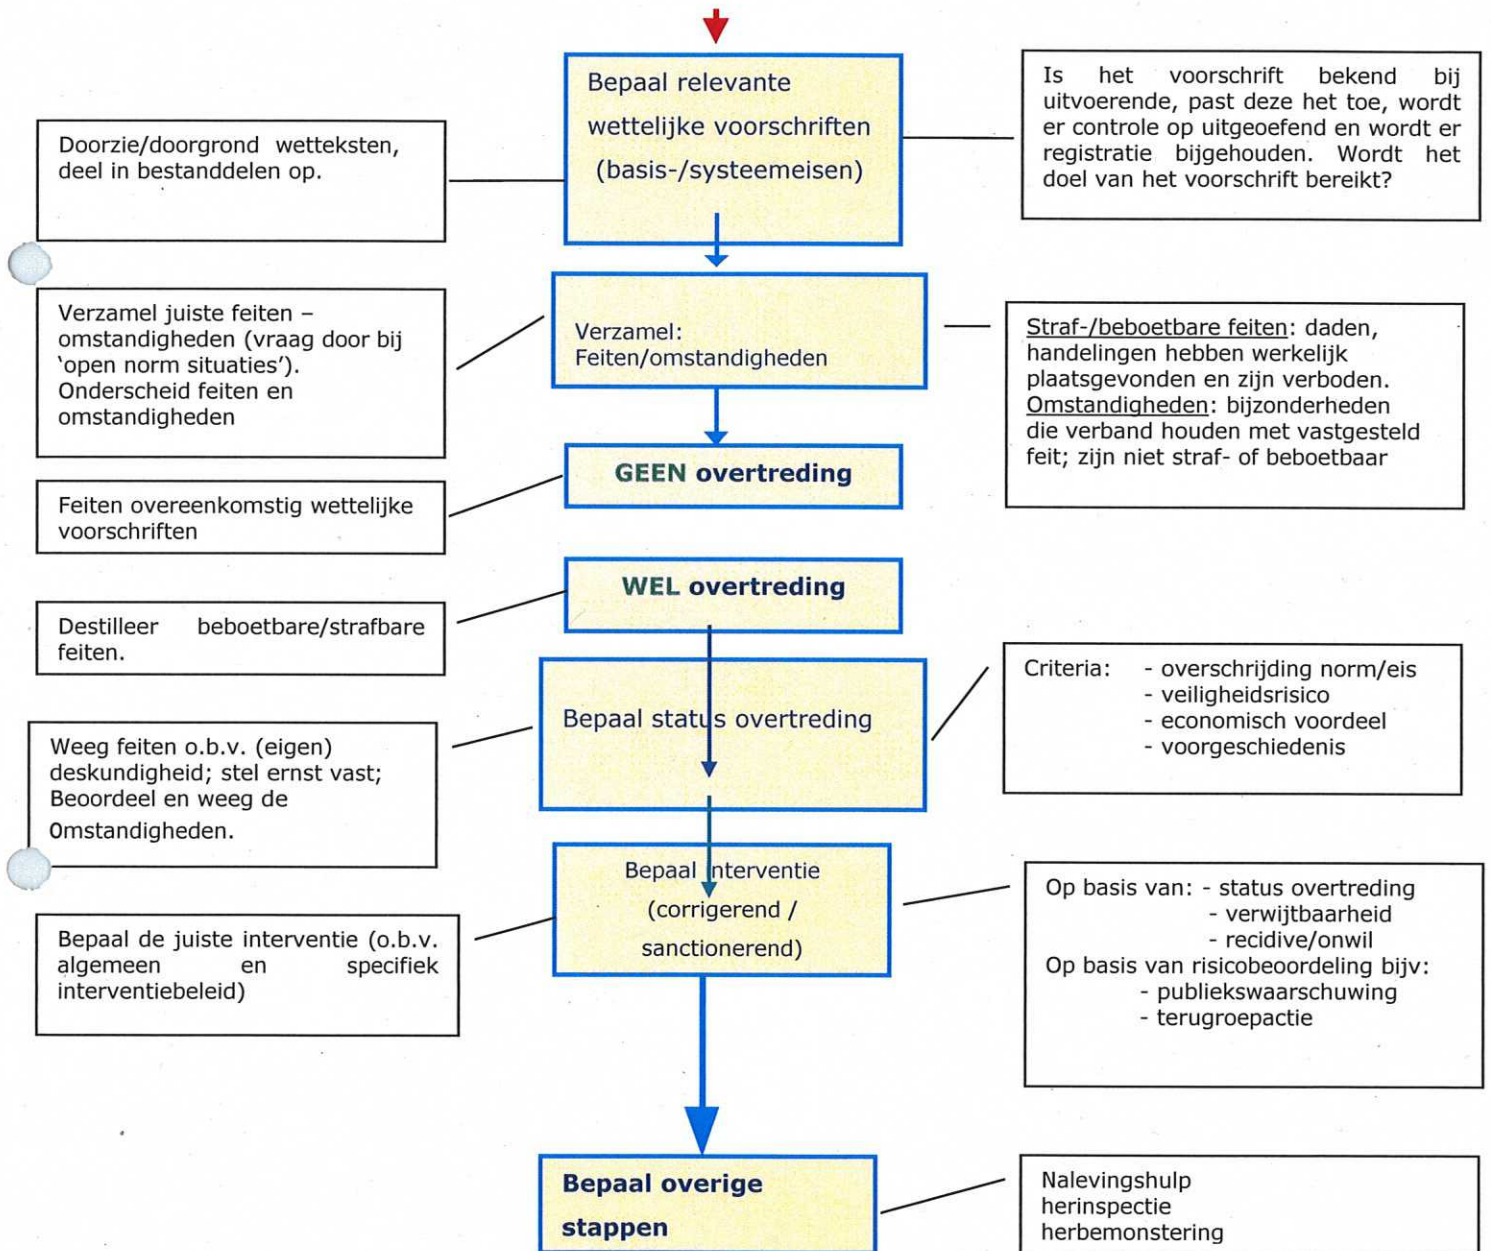 Bepaal relevante
wettelijke voorschriften
(basis-/systeemeisen)
Is het voorschrift bekend bij
uitvoerende, past deze het toe, wordt
er controle op uitgeoefend en wordt er
registratie bijgehouden. Wordt het
doel van het voorschrift bereikt?
Doorzie/doorgrond wetteksten,
deel in bestanddelen op.
Verzamel juiste feiten –
omstandigheden (vraag door bij
‘open norm situaties’).
Onderscheid feiten en
omstandigheden
Verzamel:
Feiten/omstandigheden
Straf-/beboetbare feiten: daden,
handelingen hebben werkelijk
plaatsgevonden en zijn verboden.
Omstandigheden: bijzonderheden
die verband houden met vastgesteld
feit; zijn niet straf- of beboetbaar
GEEN overtreding
Feiten overeenkomstig wettelijke
voorschriften
WEL overtreding
Destilleer beboetbare/strafbare
feiten.
Bepaal status overtreding
Criteria: - overschrijding norm/eis
- veiligheidsrisico
- economisch voordeel
- voorgeschiedenis
Weeg feiten o.b.v. (eigen)
deskundigheid; stel ernst vast;
Beoordeel en weeg de
Omstandigheden.
Bepaal interventie
(corrigerend /
sanctionerend)
Op basis van: - status overtreding
- verwijtbaarheid
- recidive/onwil
Op basis van risicobeoordeling bijv:
- publiekswaarschuwing
- terugroepactie
Bepaal de juiste interventie (o.b.v.
algemeen en specifiek
interventiebeleid)
Bepaal overige
stappen
Nalevingshulp
herinspectie
herbemonstering